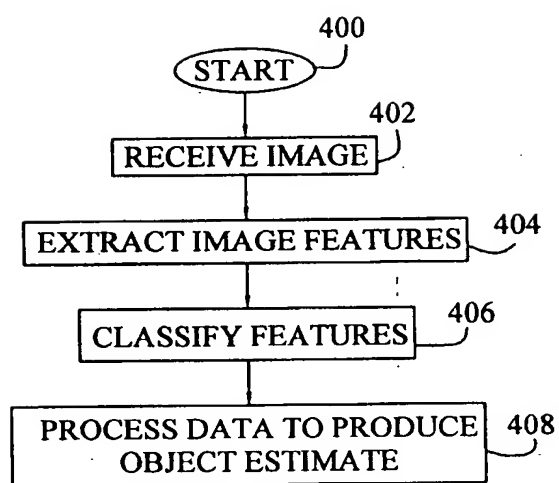 400
START
402
RECEIVE IMAGE
EXTRACT IMAGE FEATURES
404
406
CLASSIFY FEATURES
PROCESS DATA TO PRODUCE
OBJECT ESTIMATE
408